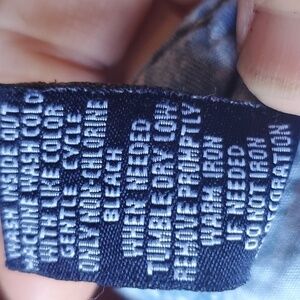 WASH INSIDE OUT
MACHINE WASH COLD
WITH LIKE COLOR
GENTLE CYCLE
ONLY NON CHLORINE
BLEACH
WHEN NEEDED
TUMBLE DRY LOW
REMOVE PROMPTLY
WARM IRON
IF NEEDED
DO NOT IRON
DECORATION